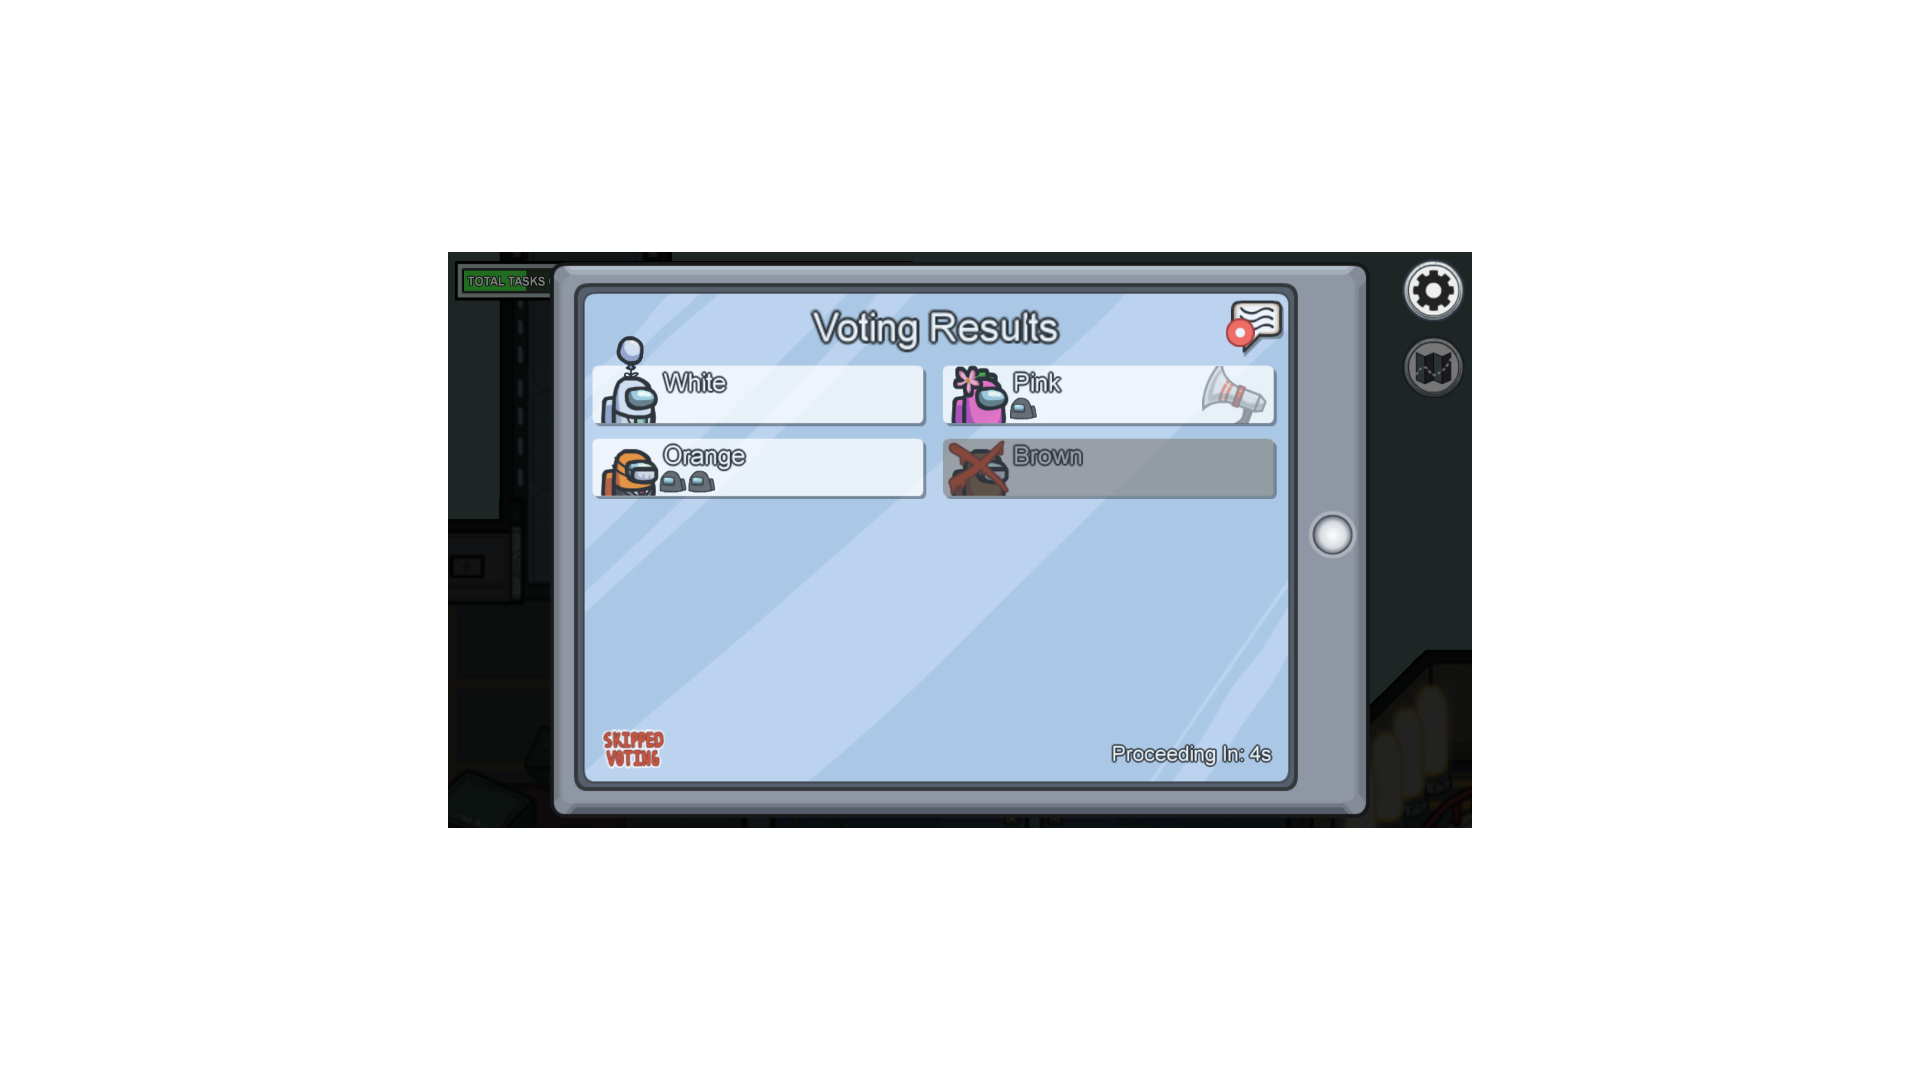 TOTAL TASKS
Voting Results
White
Pink
Orange
Brown
SKIPPED
VOTING
Proceeding In: 4s